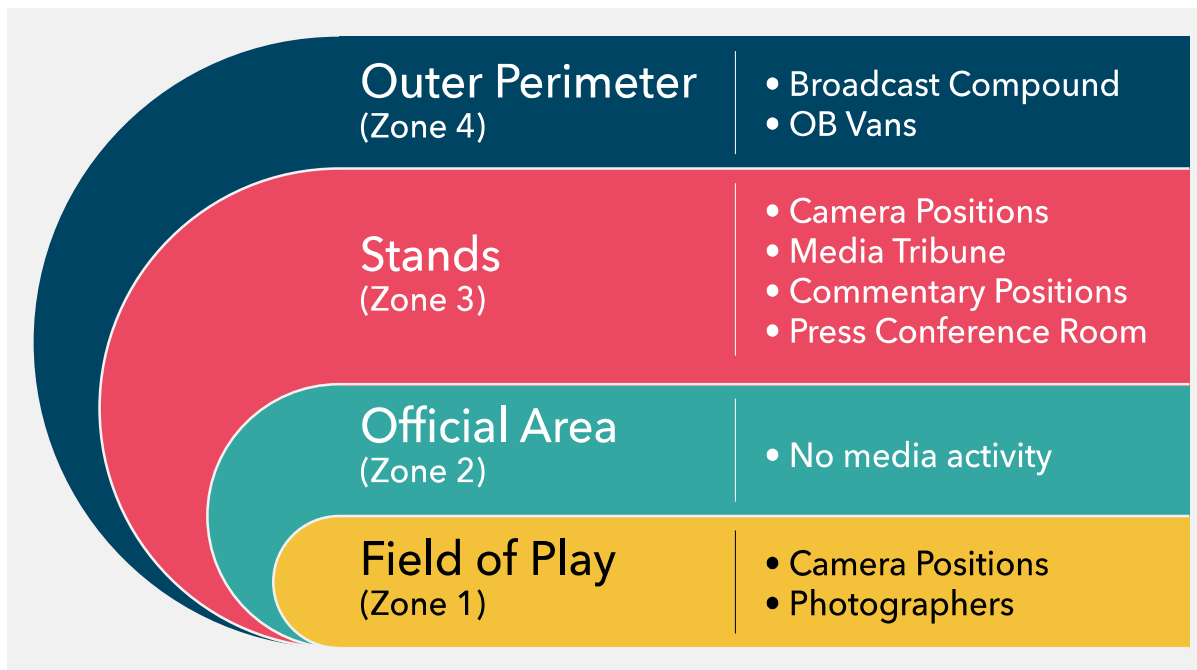 Outer Perimeter
(Zone 4)
• Broadcast Compound
• OB Vans
Stands
(Zone 3)
• Camera Positions
• Media Tribune
• Commentary Positions
• Press Conference Room
Official Area
(Zone 2)
• No media activity
Field of Play
(Zone 1)
• Camera Positions
• Photographers